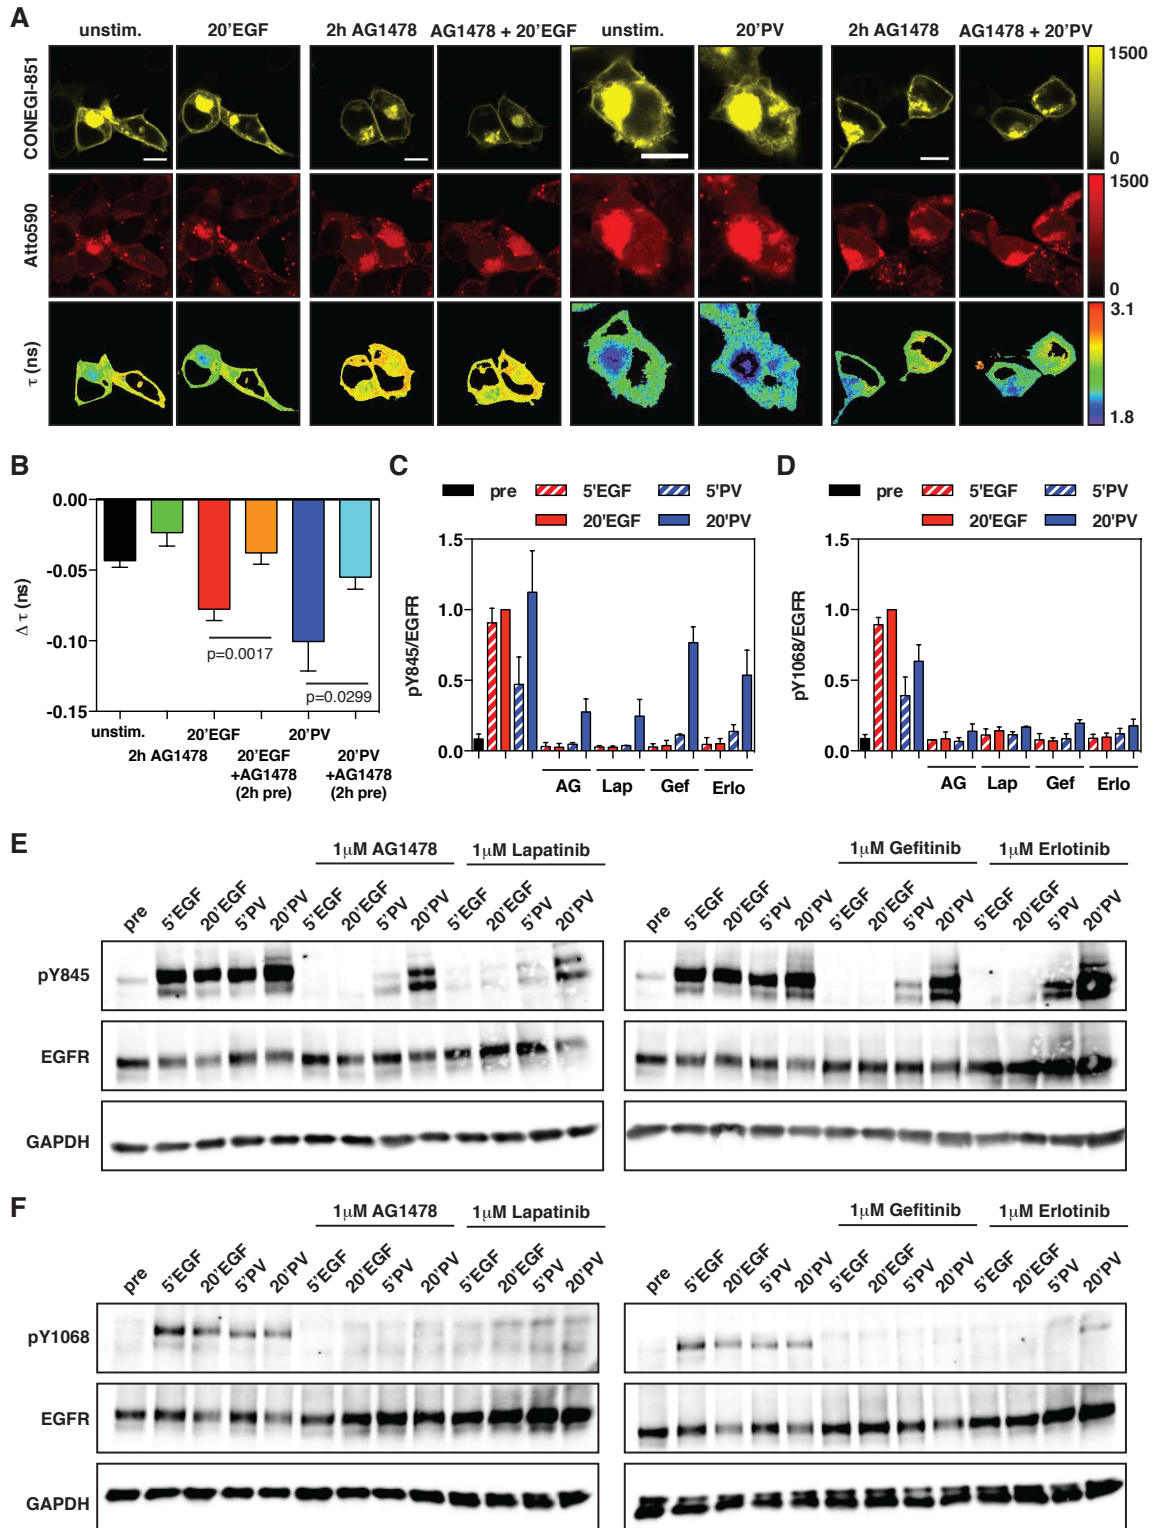 A
unstim. 20'EGF 2h AG1478 AG1478 + 20'EGF unstim. 20'PV 2h AG1478 AG1478 + 20'PV
CONEGI-851
1500
0
Atto590
1500
0
τ (ns)
3.1
1.8
B
0.00
-0.05
-0.10
-0.15
Δ τ (ns)
p=0.0017
p=0.0299
unstim. 20'EGF 20'PV
2h AG1478 20'EGF 20'PV
+AG1478 +AG1478
(2h pre) (2h pre)
C
pre 5'EGF 5'PV
20'EGF 20'PV
1.5
1.0
0.5
0.0
pY845/EGFR
AG Lap Gef Erlo
D
pre 5'EGF 5'PV
20'EGF 20'PV
1.5
1.0
0.5
0.0
pY1068/EGFR
AG Lap Gef Erlo
E
1μM AG1478 1μM Lapatinib 1μM Gefitinib 1μM Erlotinib
pre 5'EGF 20'EGF 5'PV 20'PV 5'EGF 20'EGF 5'PV 20'PV 5'EGF 20'EGF 5'PV 20'PV pre 5'EGF 20'EGF 5'PV 20'PV 5'EGF 20'EGF 5'PV 20'PV 5'EGF 20'EGF 5'PV 20'PV
pY845
EGFR
GAPDH
F
1μM AG1478 1μM Lapatinib 1μM Gefitinib 1μM Erlotinib
pre 5'EGF 20'EGF 5'PV 20'PV 5'EGF 20'EGF 5'PV 20'PV 5'EGF 20'EGF 5'PV 20'PV pre 5'EGF 20'EGF 5'PV 20'PV 5'EGF 20'EGF 5'PV 20'PV 5'EGF 20'EGF 5'PV 20'PV
pY1068
EGFR
GAPDH